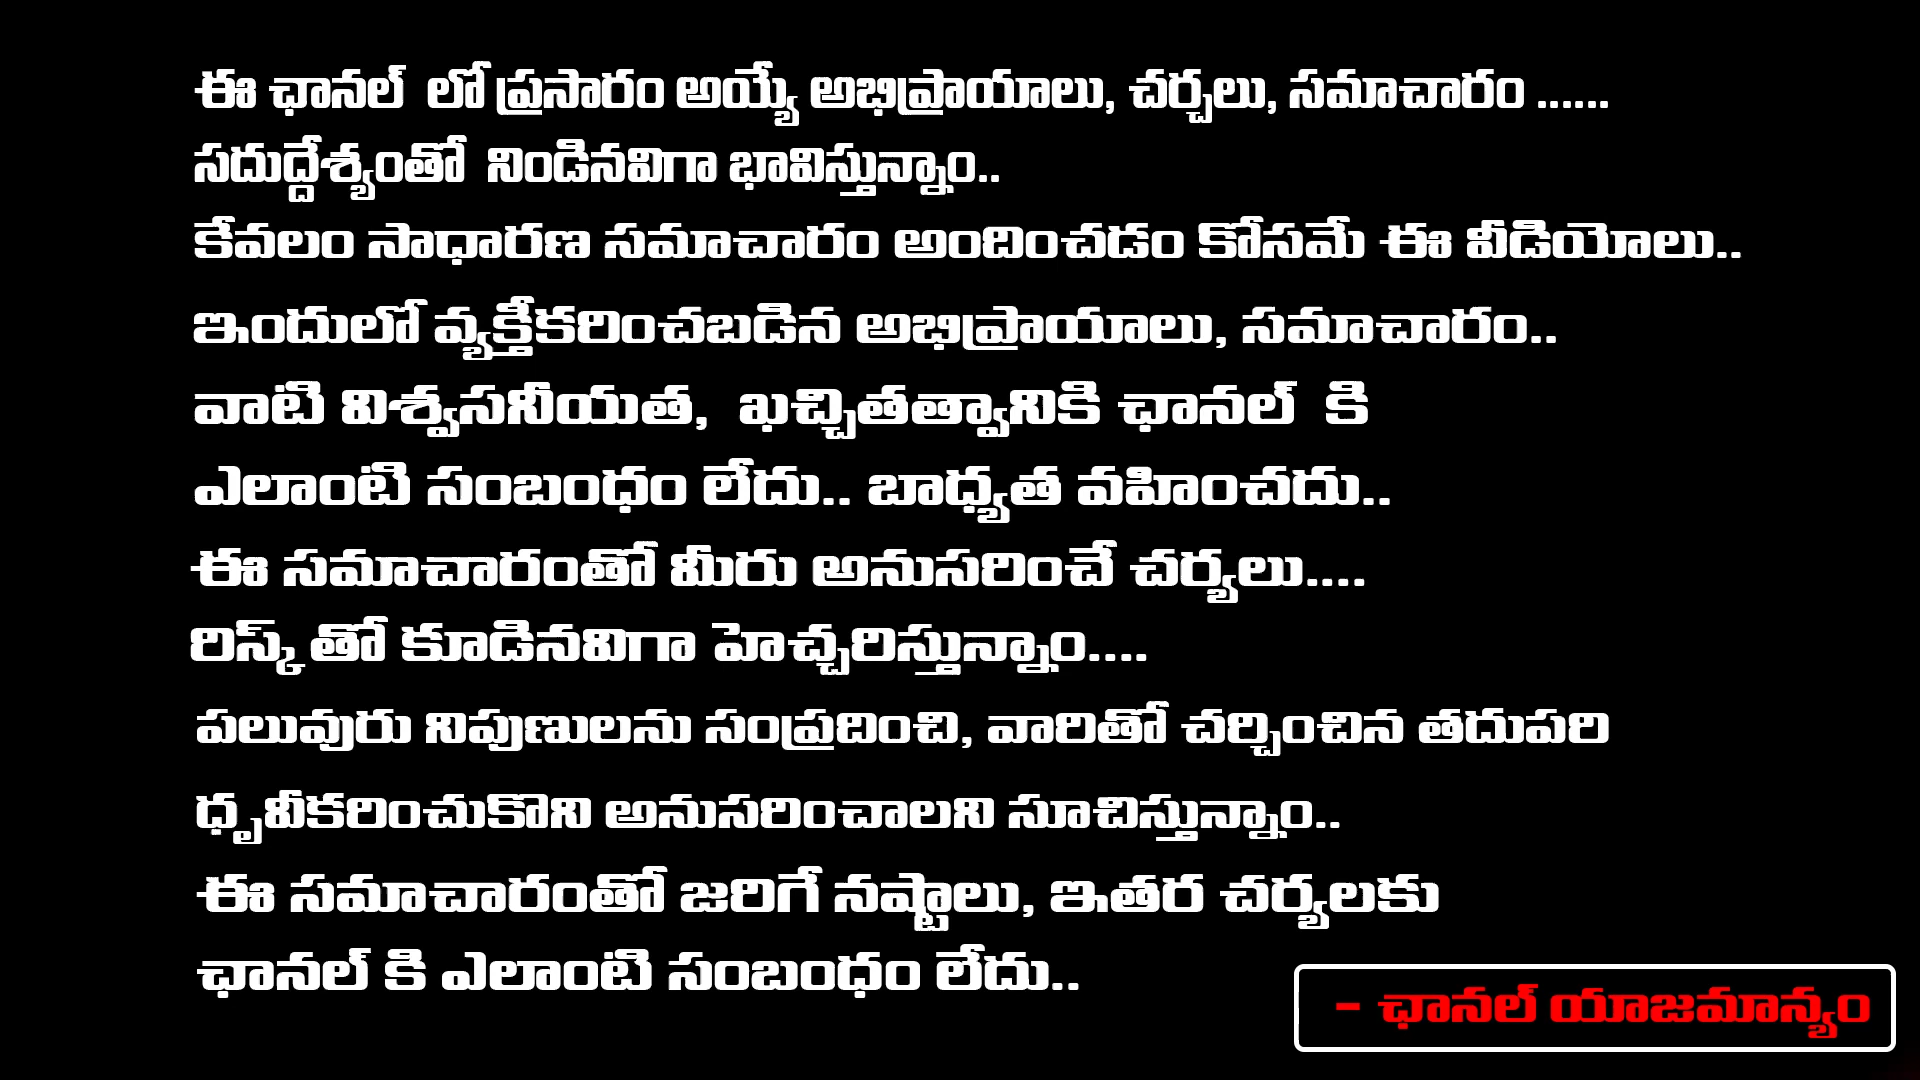 ఈ ఛానల్ లో ప్రసారం అయ్యే అభిప్రాయాలు, చర్చలు, సమాచారం ......
సదుద్దేశ్యంతో నిండినవిగా భావిస్తున్నాం..
కేవలం సాధారణ సమాచారం అందించడం కోసమే ఈ వీడియోలు..
ఇందులో వ్యక్తీకరించబడిన అభిప్రాయాలు, సమాచారం..
వాటి విశ్వసనీయత, ఖచ్చితత్వానికి ఛానల్ కి
ఎలాంటి సంబంధం లేదు.. బాధ్యత వహించదు..
ఈ సమాచారంతో మీరు అనుసరించే చర్యలు....
రిస్క్ తో కూడినవిగా హెచ్చరిస్తున్నాం....
పలువురు నిపుణులను సంప్రదించి, వారితో చర్చించిన తదుపరి
ధృవీకరించుకొని అనుసరించాలని సూచిస్తున్నాం..
ఈ సమాచారంతో జరిగే నష్టాలు, ఇతర చర్యలకు
ఛానల్ కి ఎలాంటి సంబంధం లేదు..
- ఛానల్ యాజమాన్యం